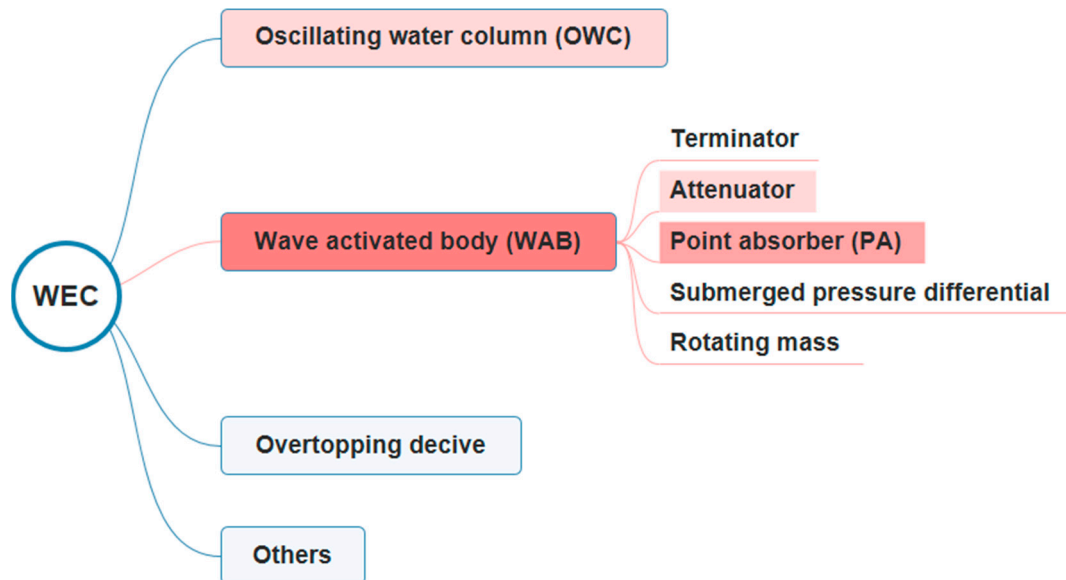 Oscillating water column (OWC)
Terminator
Attenuator
Wave activated body (WAB)
Point absorber (PA)
WEC
Submerged pressure differential
Rotating mass
Overtopping decive
Others